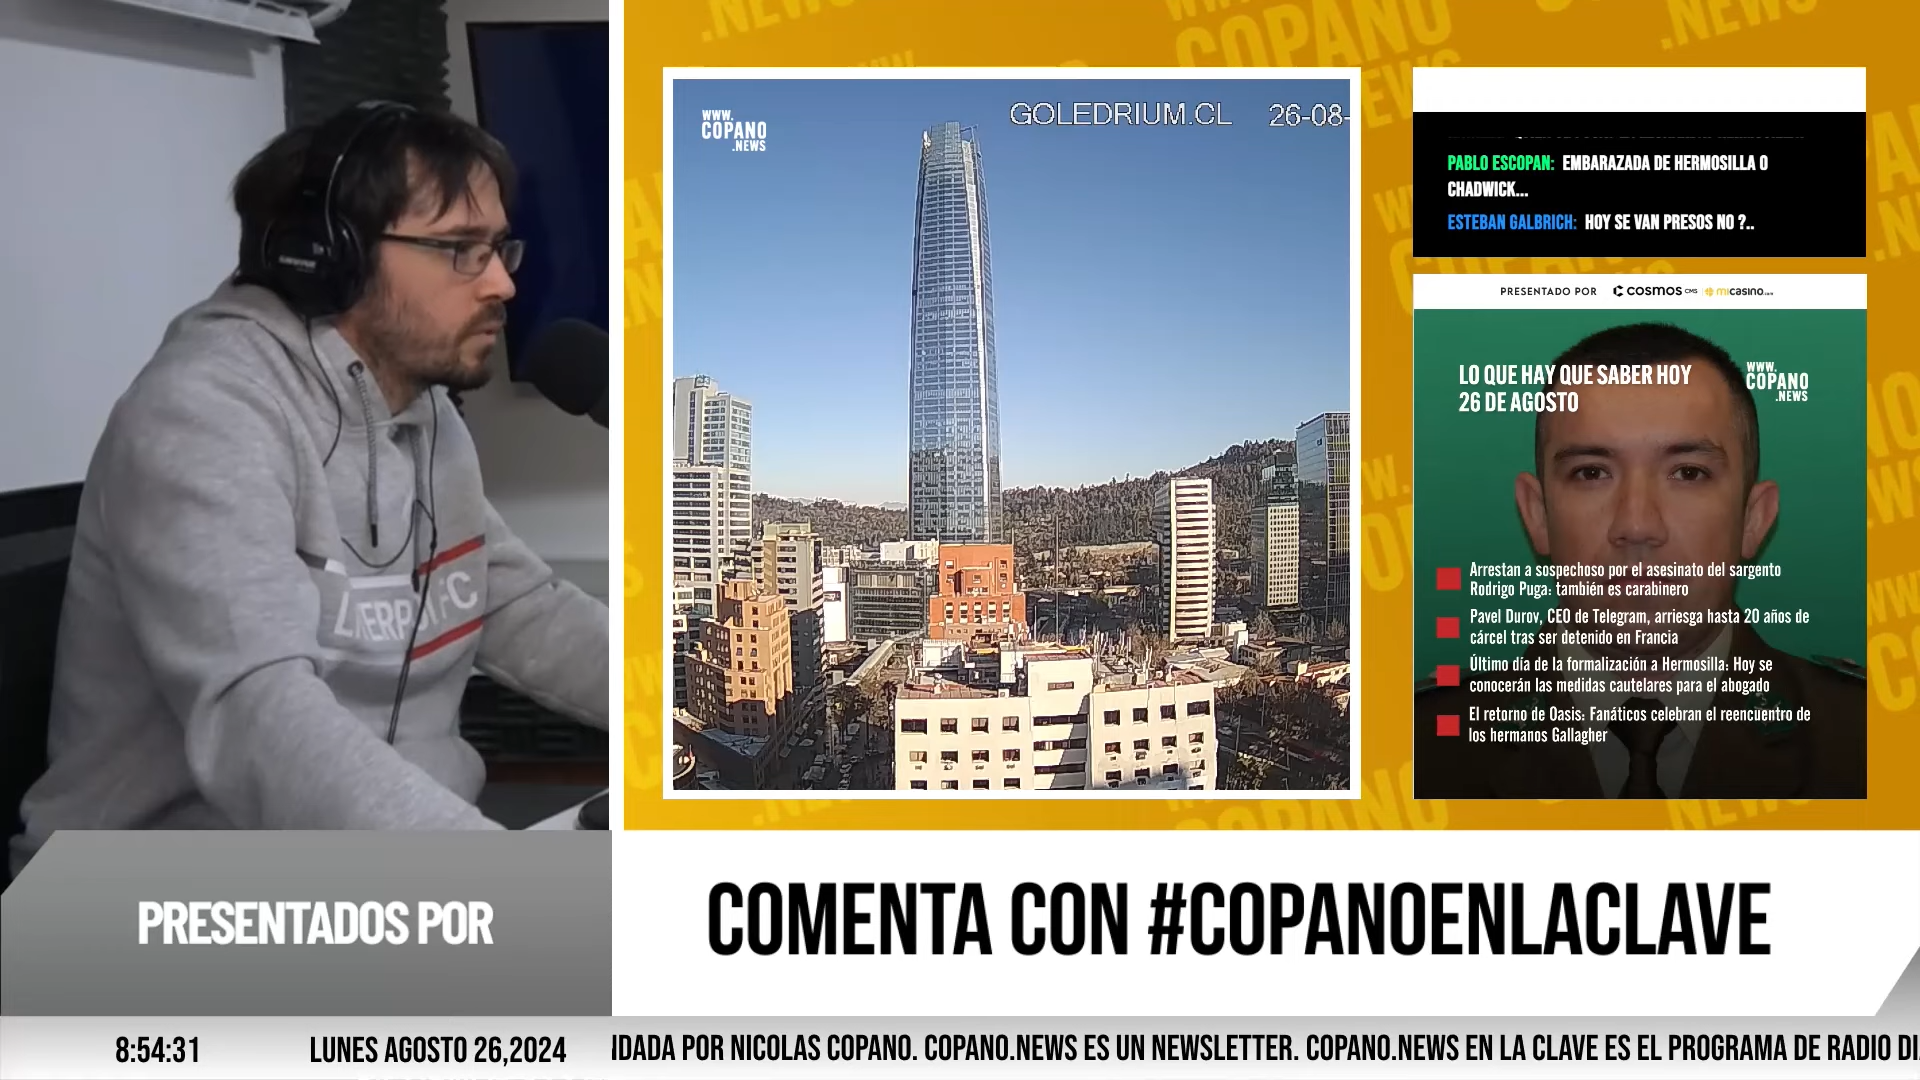 WWW.
COPANO
.NEWS
GOLEDRIUM.CL 26-08-
PABLO ESCOPAN: EMBARAZADA DE HERMOSILLA O
CHADWICK...
ESTEBAN GALBRICH: HOY SE VAN PRESOS NO ?..
PRESENTADO POR COSMOS CMS micasino.com
LO QUE HAY QUE SABER HOY
26 DE AGOSTO
WWW.
COPANO
.NEWS
Arrestan a sospechoso por el asesinato del sargento
Rodrigo Puga: también es carabinero
Pavel Durov, CEO de Telegram, arriesga hasta 20 años de
cárcel tras ser detenido en Francia
Último día de la formalización a Hermosilla: Hoy se
conocerán las medidas cautelares para el abogado
El retorno de Oasis: Fanáticos celebran el reencuentro de
los hermanos Gallagher
PRESENTADOS POR
COMENTA CON #COPANOENLACLAVE
8:54:31 LUNES AGOSTO 26,2024 NDADA POR NICOLAS COPANO. COPANO.NEWS ES UN NEWSLETTER. COPANO.NEWS EN LA CLAVE ES EL PROGRAMA DE RADIO DI